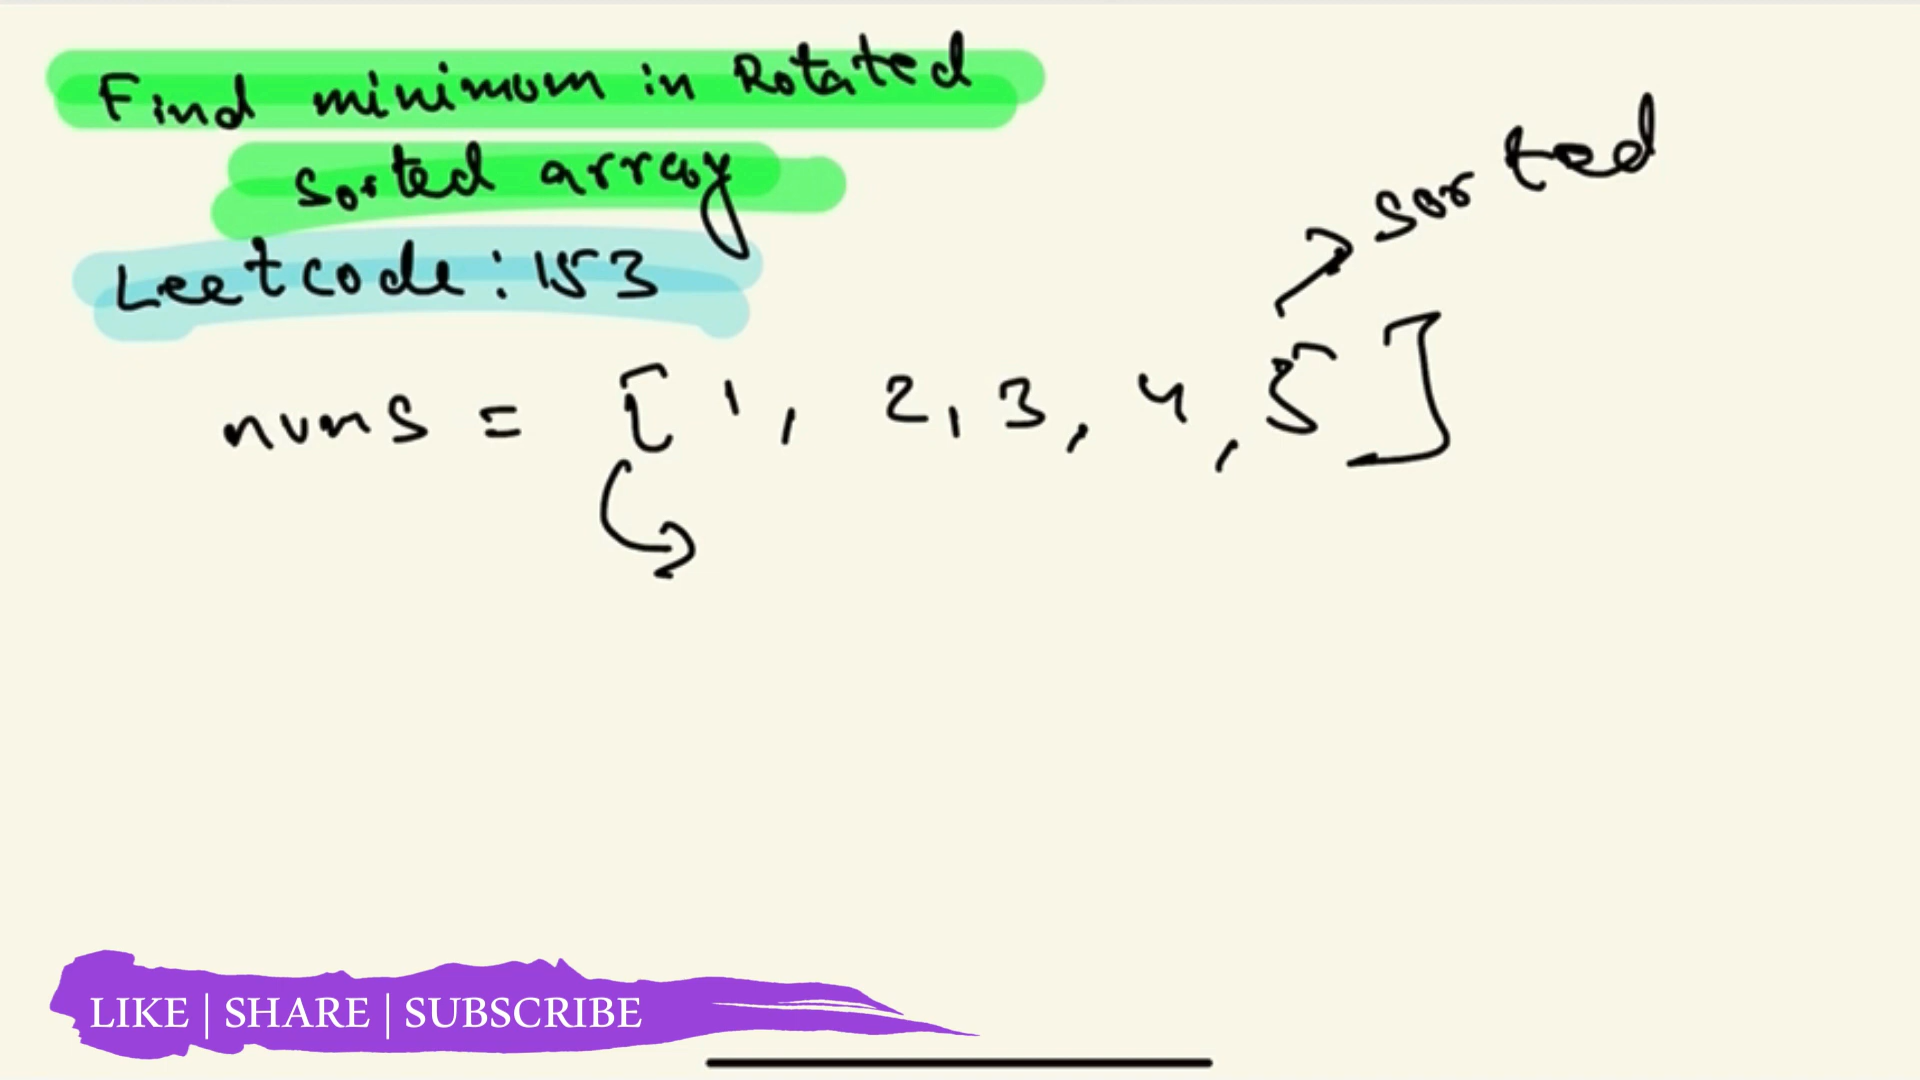 Find minimum in Rotated
sorted array
Leetcode: 153
sorted
nums = [1, 2, 3, 4, 5]
LIKE | SHARE | SUBSCRIBE